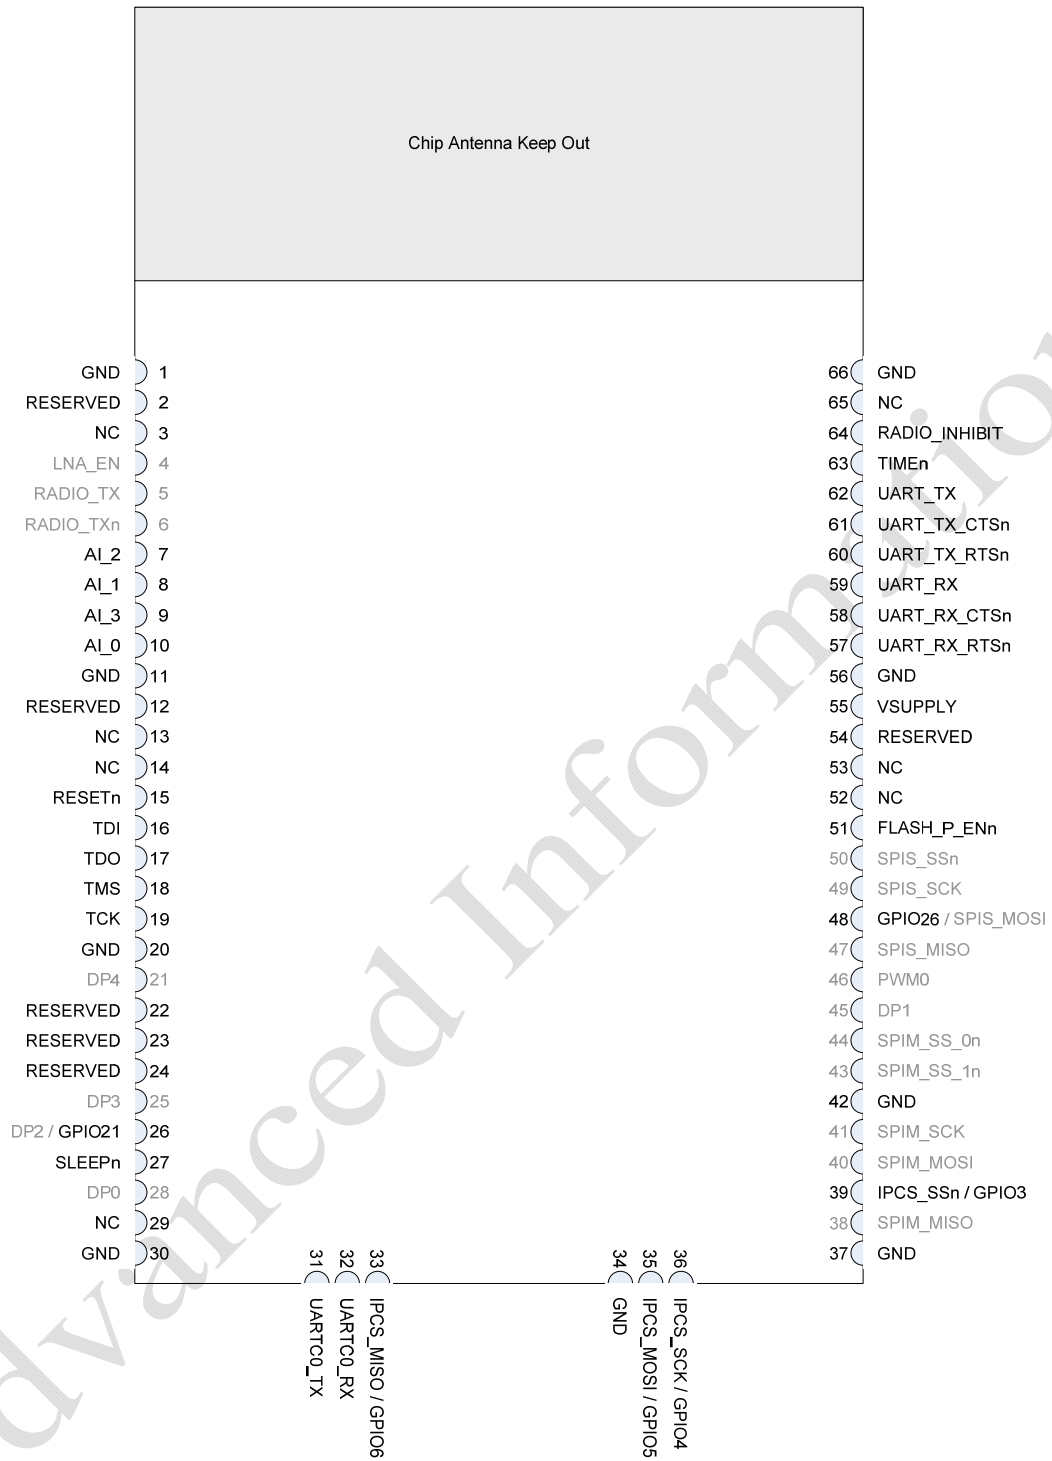 Chip Antenna Keep Out
GND 1
RESERVED 2
NC 3
LNA_EN 4
RADIO_TX 5
RADIO_TXn 6
AI_2 7
AI_1 8
AI_3 9
AI_0 10
GND 11
RESERVED 12
NC 13
NC 14
RESETn 15
TDI 16
TDO 17
TMS 18
TCK 19
GND 20
DP4 21
RESERVED 22
RESERVED 23
RESERVED 24
DP3 25
DP2 / GPIO21 26
SLEEPn 27
DP0 28
NC 29
GND 30
31 UARTC0_TX
32 UARTC0_RX
33 IPCS_MISO / GPIO6
34 GND
35 IPCS_MOSI / GPIO5
36 IPCS_SCK / GPIO4
66 GND
65 NC
64 RADIO_INHIBIT
63 TIMEn
62 UART_TX
61 UART_TX_CTSn
60 UART_TX_RTSn
59 UART_RX
58 UART_RX_CTSn
57 UART_RX_RTSn
56 GND
55 VSUPPLY
54 RESERVED
53 NC
52 NC
51 FLASH_P_ENn
50 SPIS_SSn
49 SPIS_SCK
48 GPIO26 / SPIS_MOSI
47 SPIS_MISO
46 PWM0
45 DP1
44 SPIM_SS_0n
43 SPIM_SS_1n
42 GND
41 SPIM_SCK
40 SPIM_MOSI
39 IPCS_SSn / GPIO3
38 SPIM_MISO
37 GND
dvanced Information